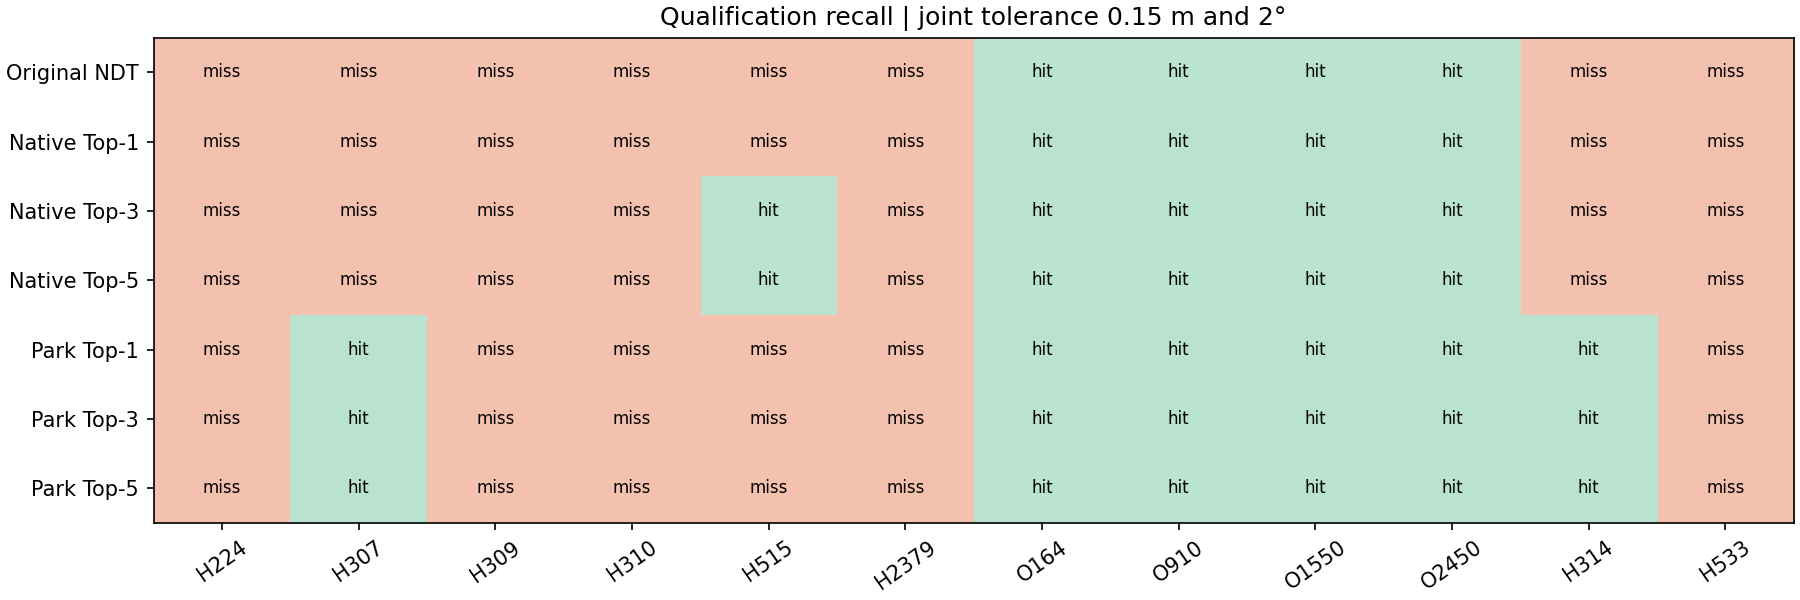 Qualification recall | joint tolerance 0.15 m and 2°
Original NDT miss miss miss miss miss miss hit hit hit hit miss miss
Native Top-1 miss miss miss miss miss miss hit hit hit hit miss miss
Native Top-3 miss miss miss miss hit miss hit hit hit hit miss miss
Native Top-5 miss miss miss miss hit miss hit hit hit hit miss miss
Park Top-1 miss hit miss miss miss miss hit hit hit hit hit miss
Park Top-3 miss hit miss miss miss miss hit hit hit hit hit miss
Park Top-5 miss hit miss miss miss miss hit hit hit hit hit miss
H224 H307 H309 H310 H515 H2379 O164 O910 O1550 O2450 H314 H533